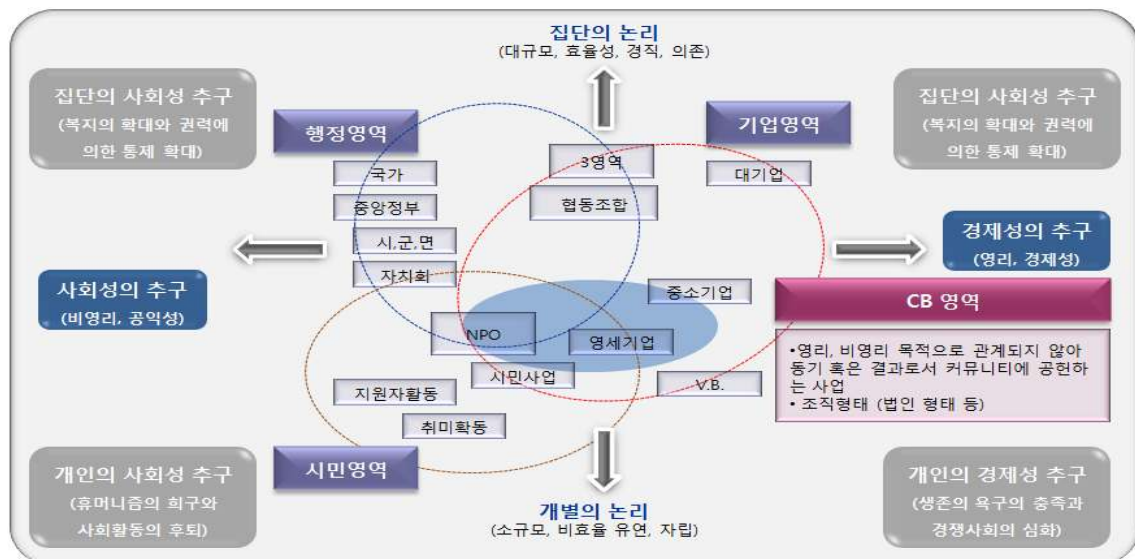 집단의 논리
(대규모, 효율성, 경직, 의존)
집단의 사회성 추구
(복지의 확대와 권력에
의한 통제 확대)
집단의 사회성 추구
(복지의 확대와 권력에
의한 통제 확대)
행정영역
기업영역
국가
3영역
대기업
중앙정부
협동조합
시,군,면
자치회
경제성의 추구
(영리, 경제성)
사회성의 추구
(비영리, 공익성)
중소기업
CB 영역
NPO
영세기업
•영리, 비영리 목적으로 관계되지 않아
동기 혹은 결과로서 커뮤니티에 공헌하
는 사업
• 조직형태 (법인 형태 등)
시민사업
V.B.
지원자활동
취미확동
시민영역
개인의 사회성 추구
(휴머니즘의 희구와
사회활동의 후퇴)
개별의 논리
(소규모, 비효율 유연, 자립)
개인의 경제성 추구
(생존의 욕구의 충족과
경쟁사회의 심화)